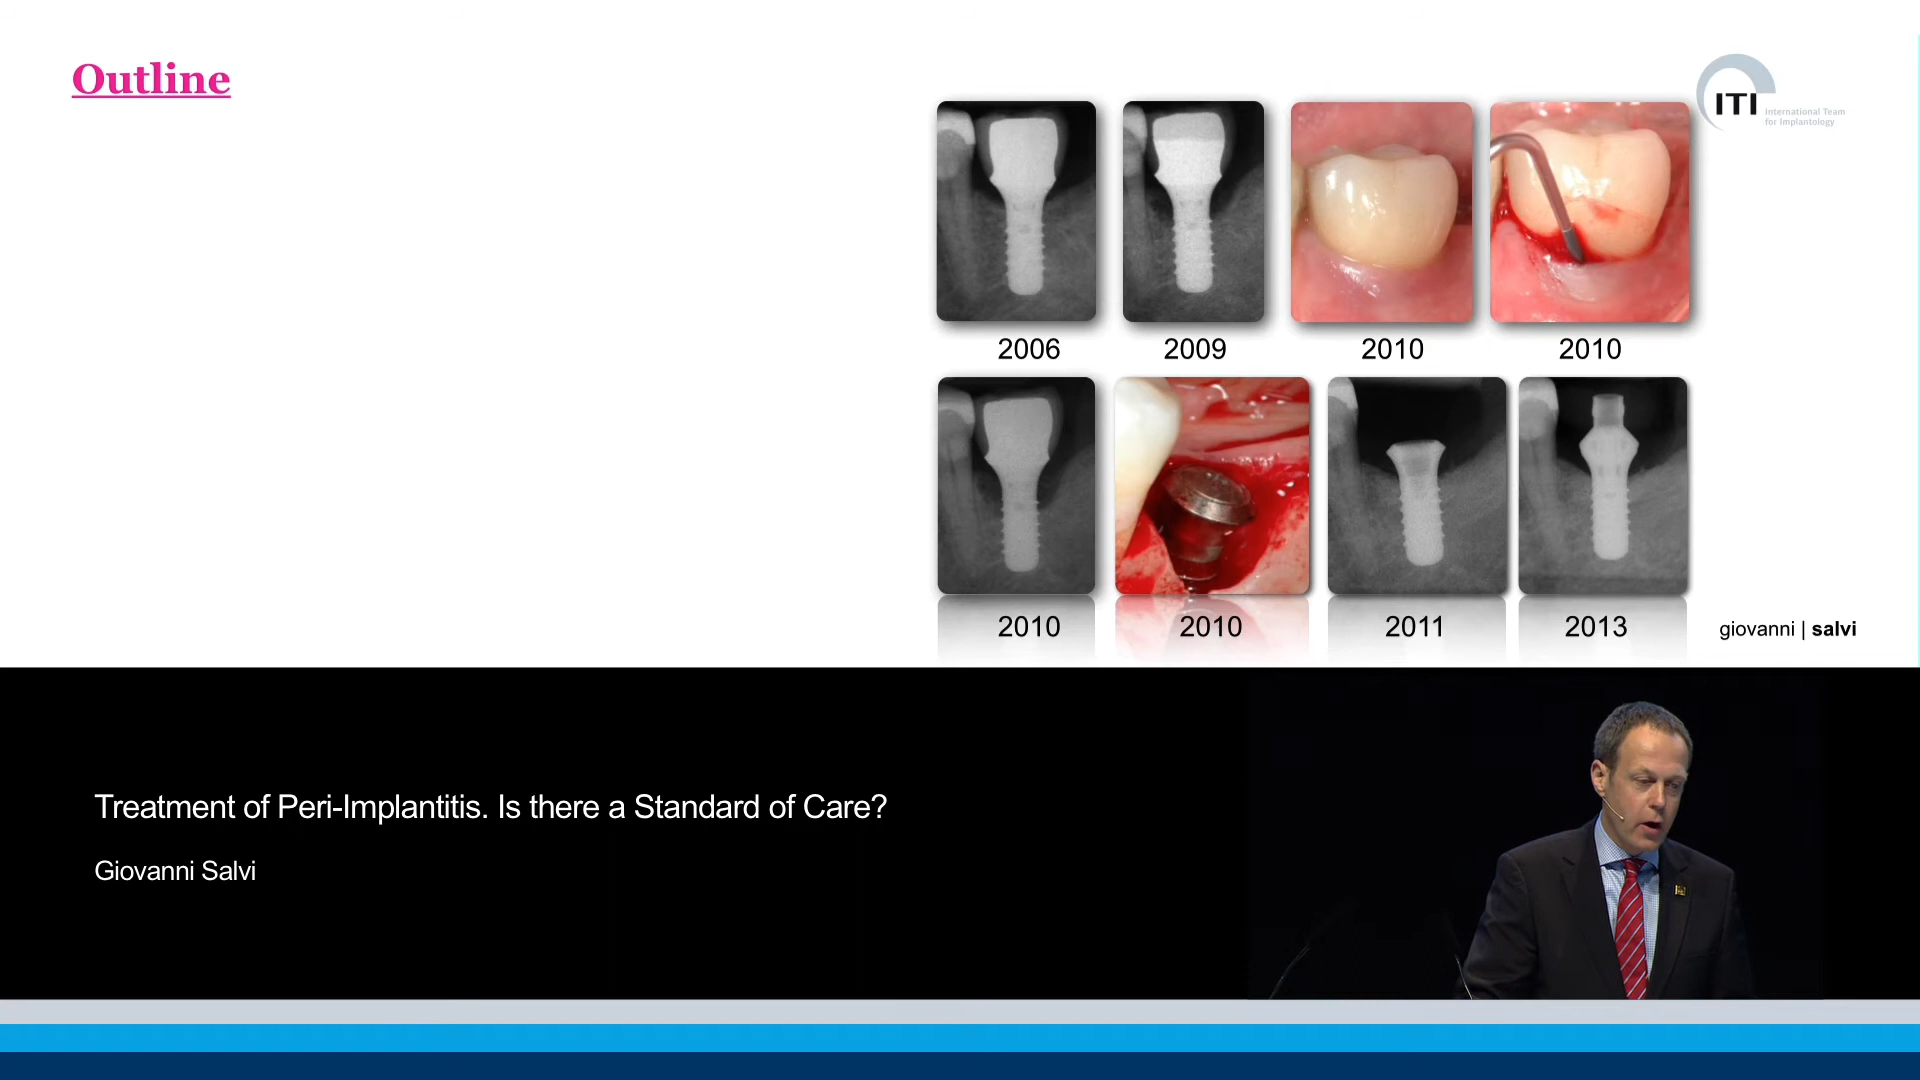 Outline
ITI
International Team
for Implantology
2006
2009
2010
2010
2010
2010
2011
2013
giovanni | salvi
Treatment of Peri-Implantitis. Is there a Standard of Care?
Giovanni Salvi